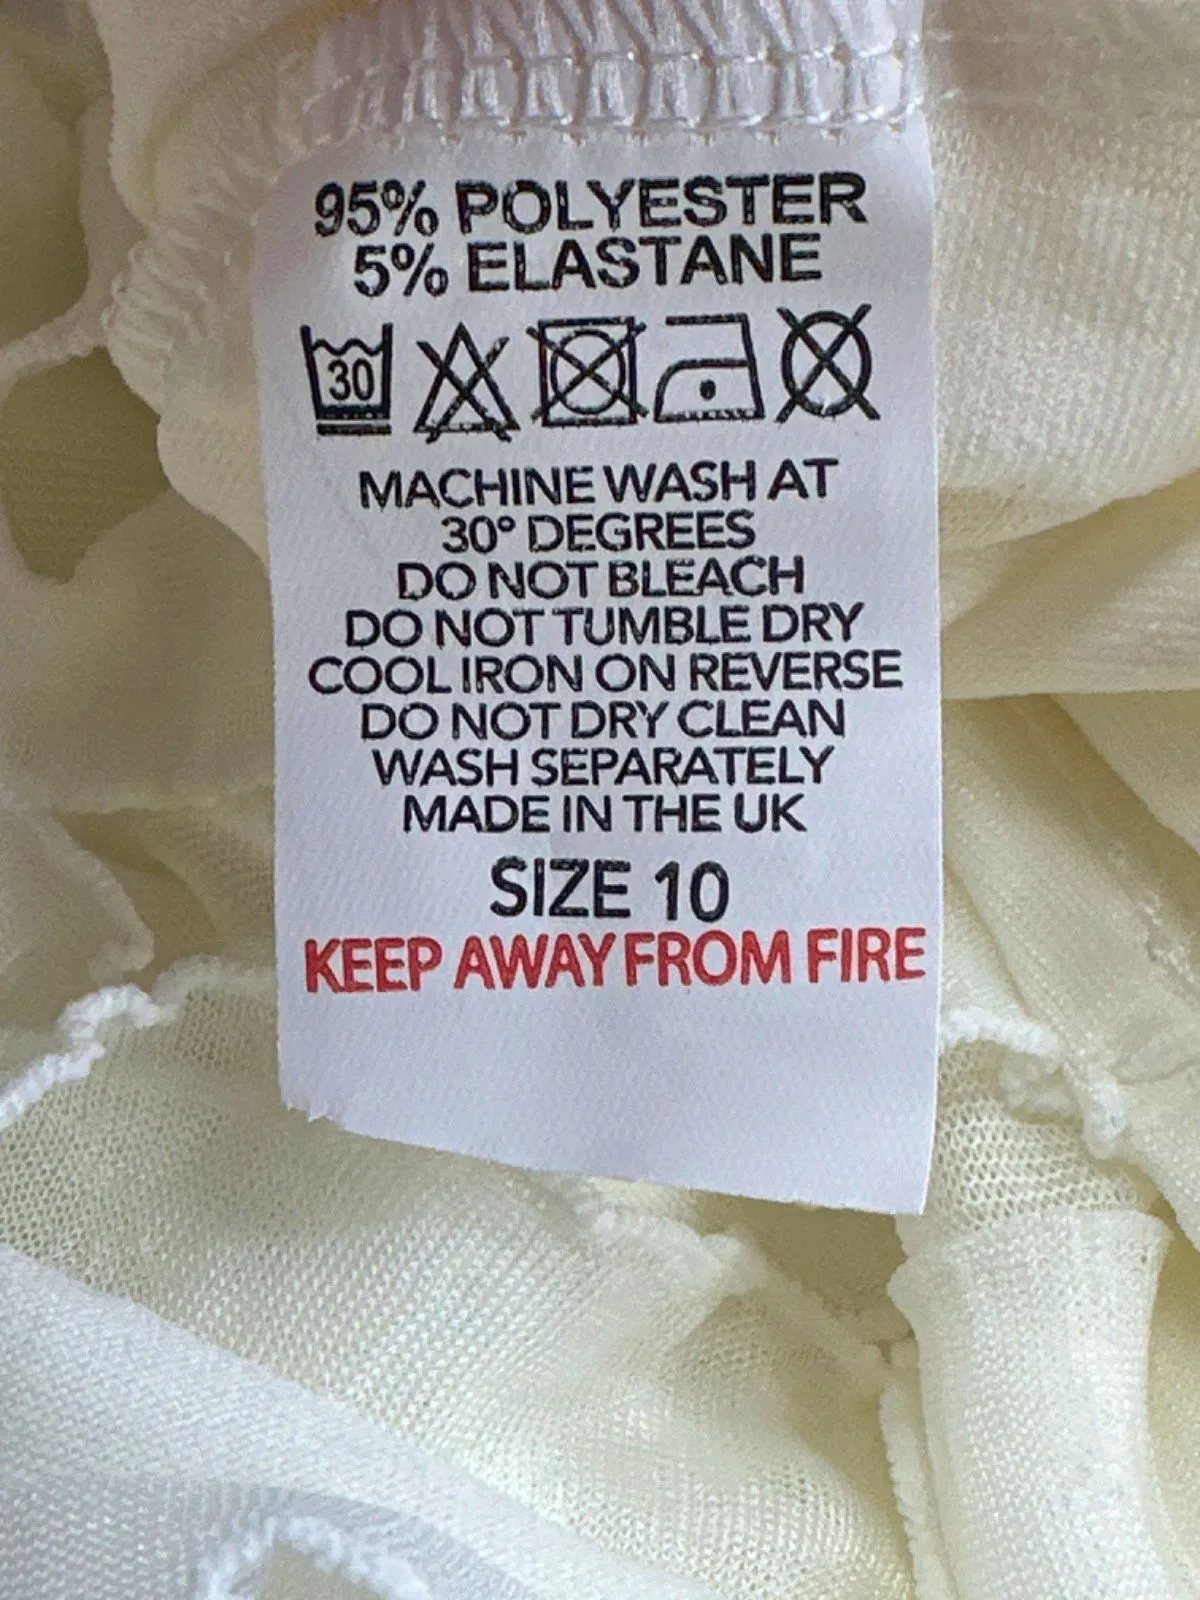 95% POLYESTER
5% ELASTANE
30
MACHINE WASH AT
30° DEGREES
DO NOT BLEACH
DO NOT TUMBLE DRY
COOL IRON ON REVERSE
DO NOT DRY CLEAN
WASH SEPARATELY
MADE IN THE UK
SIZE 10
KEEP AWAY FROM FIRE